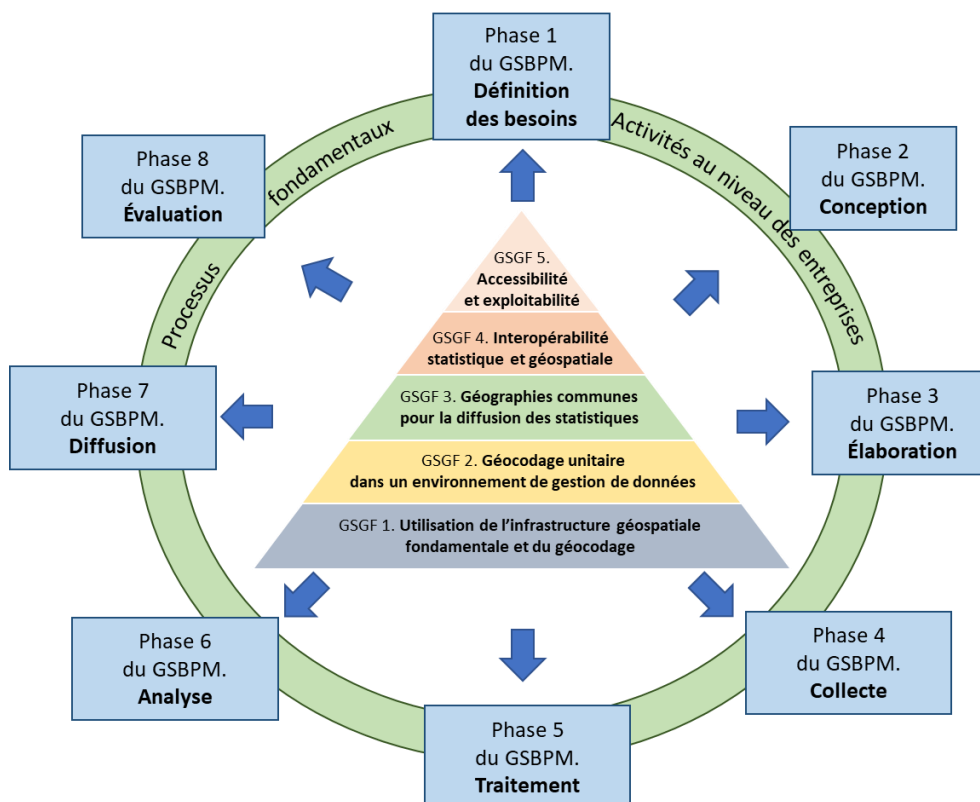 Phase 1
du GSBPM.
Définition
des besoins
Activités au niveau des entreprises
Phase 2
du GSBPM.
Conception
Phase 3
du GSBPM.
Élaboration
Phase 4
du GSBPM.
Collecte
Phase 5
du GSBPM.
Traitement
Phase 6
du GSBPM.
Analyse
Phase 7
du GSBPM.
Diffusion
Phase 8
du GSBPM.
Évaluation
Processus fondamentaux
GSGF 5.
Accessibilité
et exploitabilité
GSGF 4. Interopérabilité
statistique et géospatiale
GSGF 3. Géographies communes
pour la diffusion des statistiques
GSGF 2. Géocodage unitaire
dans un environnement de gestion de données
GSGF 1. Utilisation de l’infrastructure géospatiale
fondamentale et du géocodage